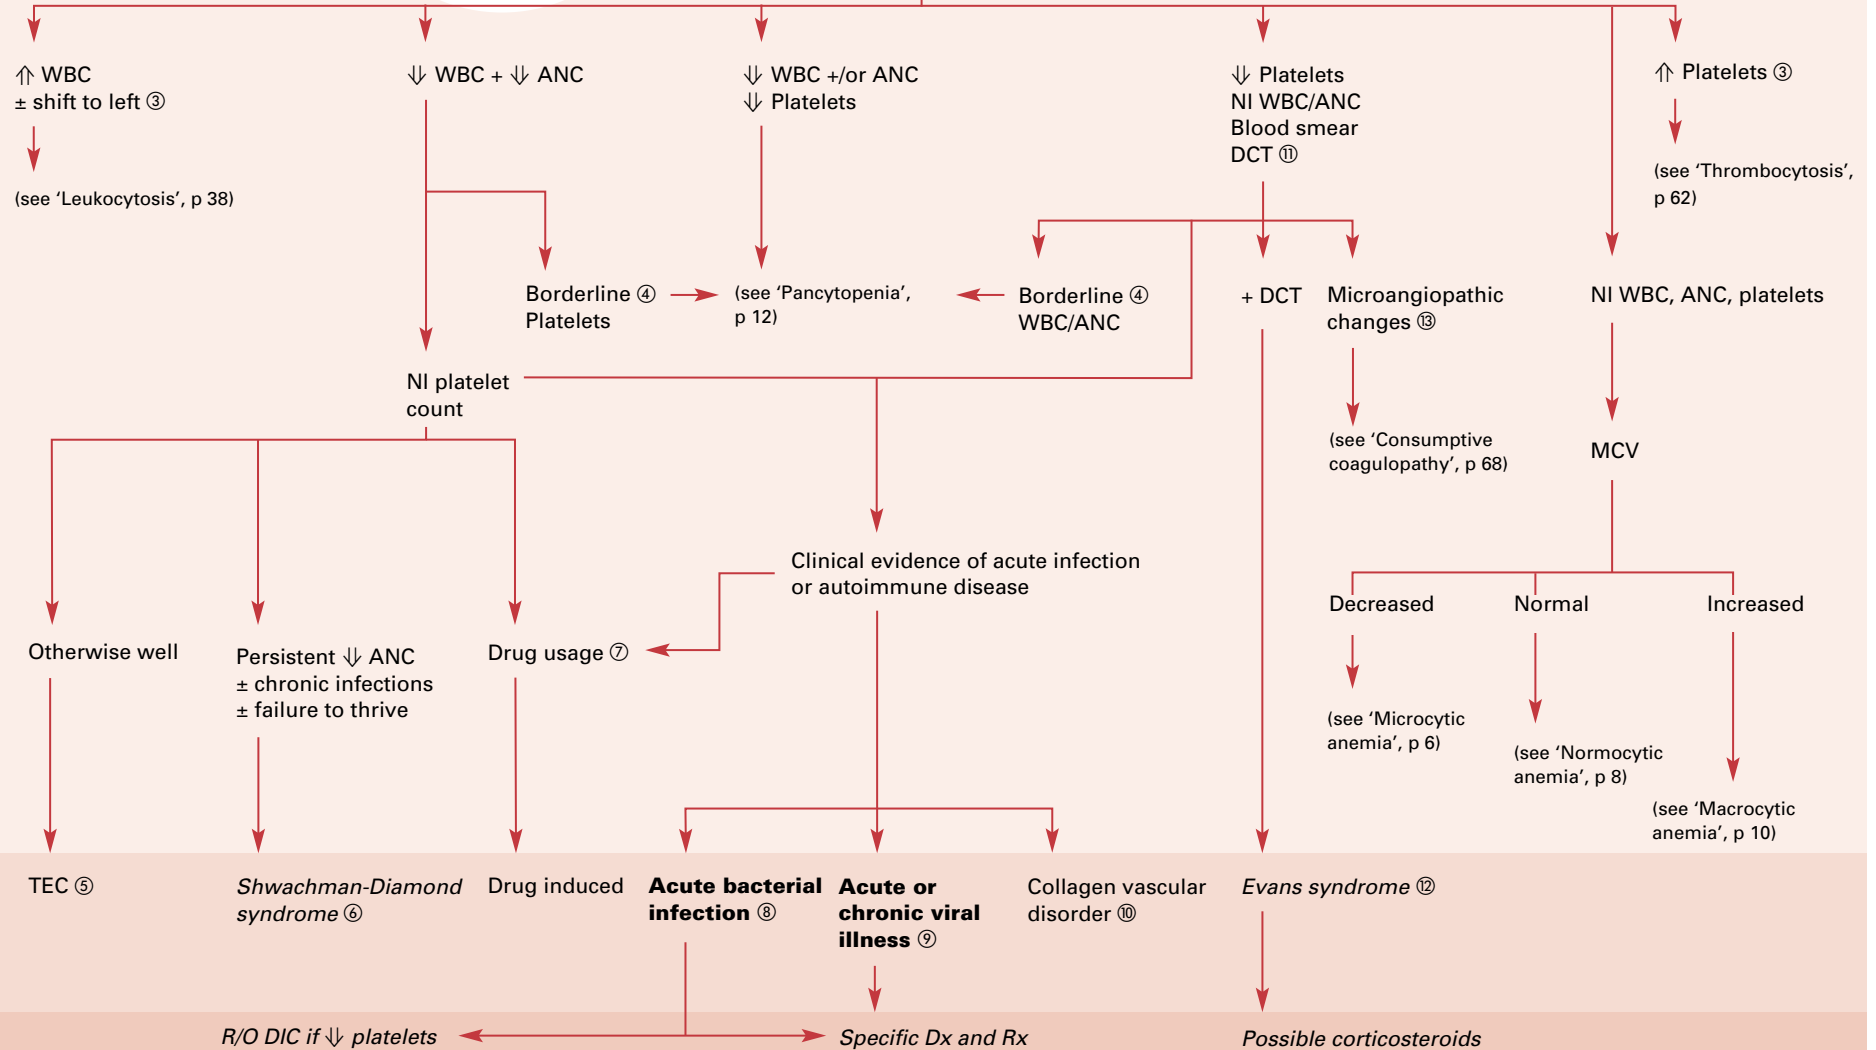 ⇑ WBC
± shift to left ③
(see ‘Leukocytosis’, p 38)
⇓ WBC + ⇓ ANC
⇓ WBC +/or ANC
⇓ Platelets
⇓ Platelets
Nl WBC/ANC
Blood smear
DCT ⑪
⇑ Platelets ③
(see ‘Thrombocytosis’,
p 62)
Borderline ④
Platelets
(see ‘Pancytopenia’,
p 12)
Borderline ④
WBC/ANC
+ DCT
Microangiopathic
changes ⑬
Nl WBC, ANC, platelets
Nl platelet
count
(see ‘Consumptive
coagulopathy’, p 68)
MCV
Clinical evidence of acute infection
or autoimmune disease
Decreased
Normal
Increased
Otherwise well
Persistent ⇓ ANC
± chronic infections
± failure to thrive
Drug usage ⑦
(see ‘Microcytic
anemia’, p 6)
(see ‘Normocytic
anemia’, p 8)
(see ‘Macrocytic
anemia’, p 10)
TEC ⑤
Shwachman-Diamond
syndrome ⑥
Drug induced
Acute bacterial
infection ⑧
Acute or
chronic viral
illness ⑨
Collagen vascular
disorder ⑩
Evans syndrome ⑫
R/O DIC if ⇓ platelets
Specific Dx and Rx
Possible corticosteroids